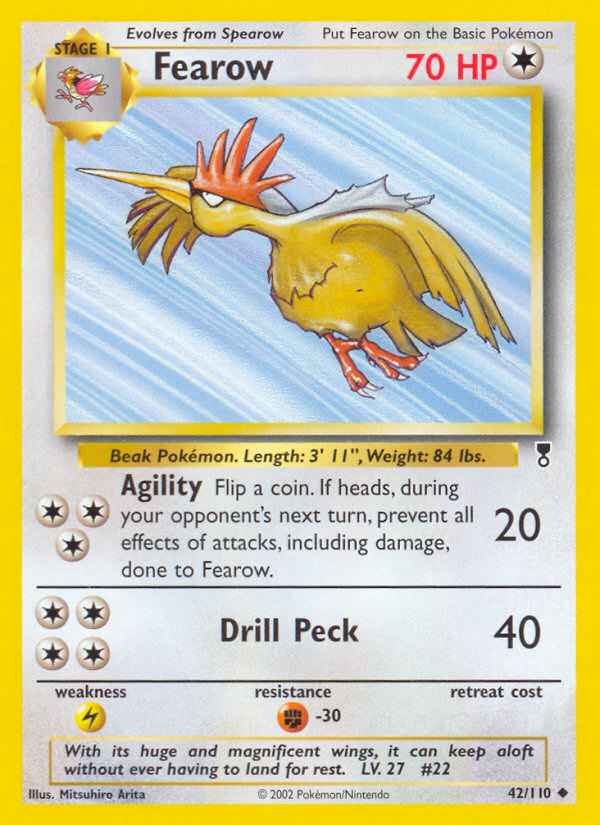 Evolves from Spearow
Put Fearow on the Basic Pokémon
STAGE 1
Fearow
70 HP
Beak Pokémon. Length: 3' 11", Weight: 84 lbs.
Agility Flip a coin. If heads, during
your opponent's next turn, prevent all
effects of attacks, including damage,
done to Fearow.
20
Drill Peck
40
weakness
resistance
retreat cost
-30
With its huge and magnificent wings, it can keep aloft
without ever having to land for rest. LV. 27 #22
Illus. Mitsuhiro Arita
© 2002 Pokémon/Nintendo
42/110